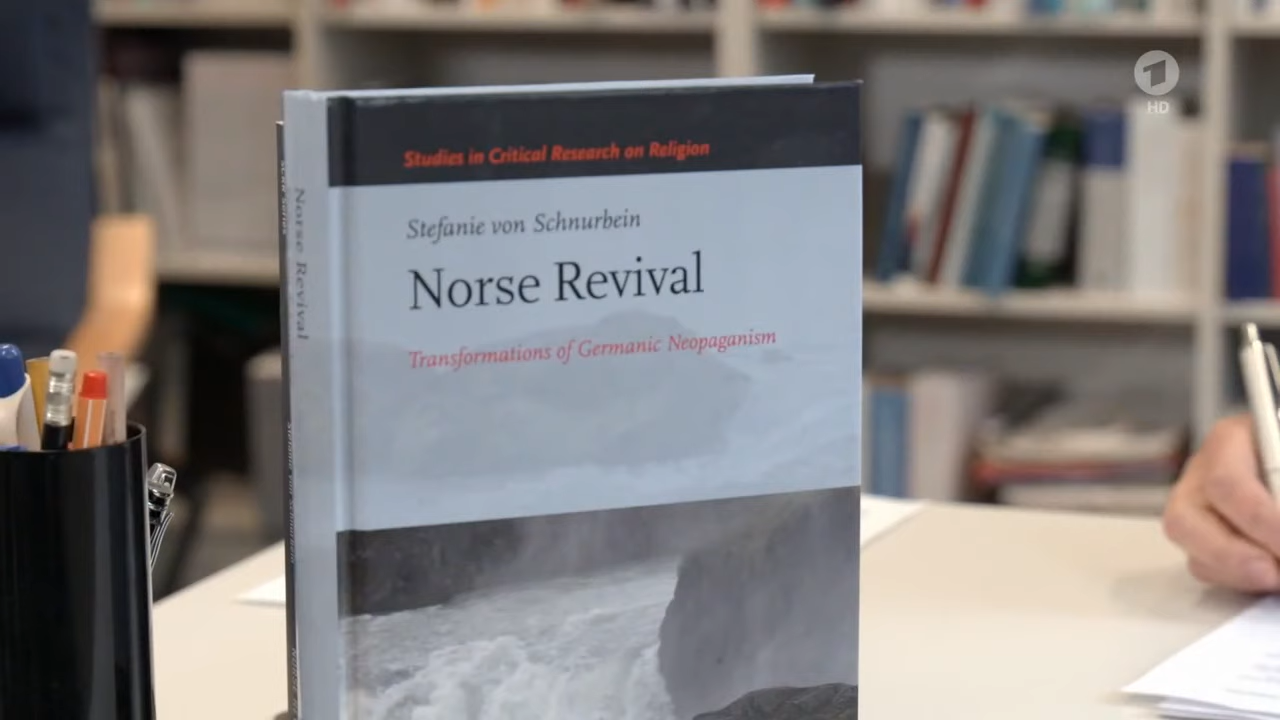 Studies in Critical Research on Religion
Stefanie von Schnurbein
Norse Revival
Transformations of Germanic Neopaganism
Norse Revival
1
HD